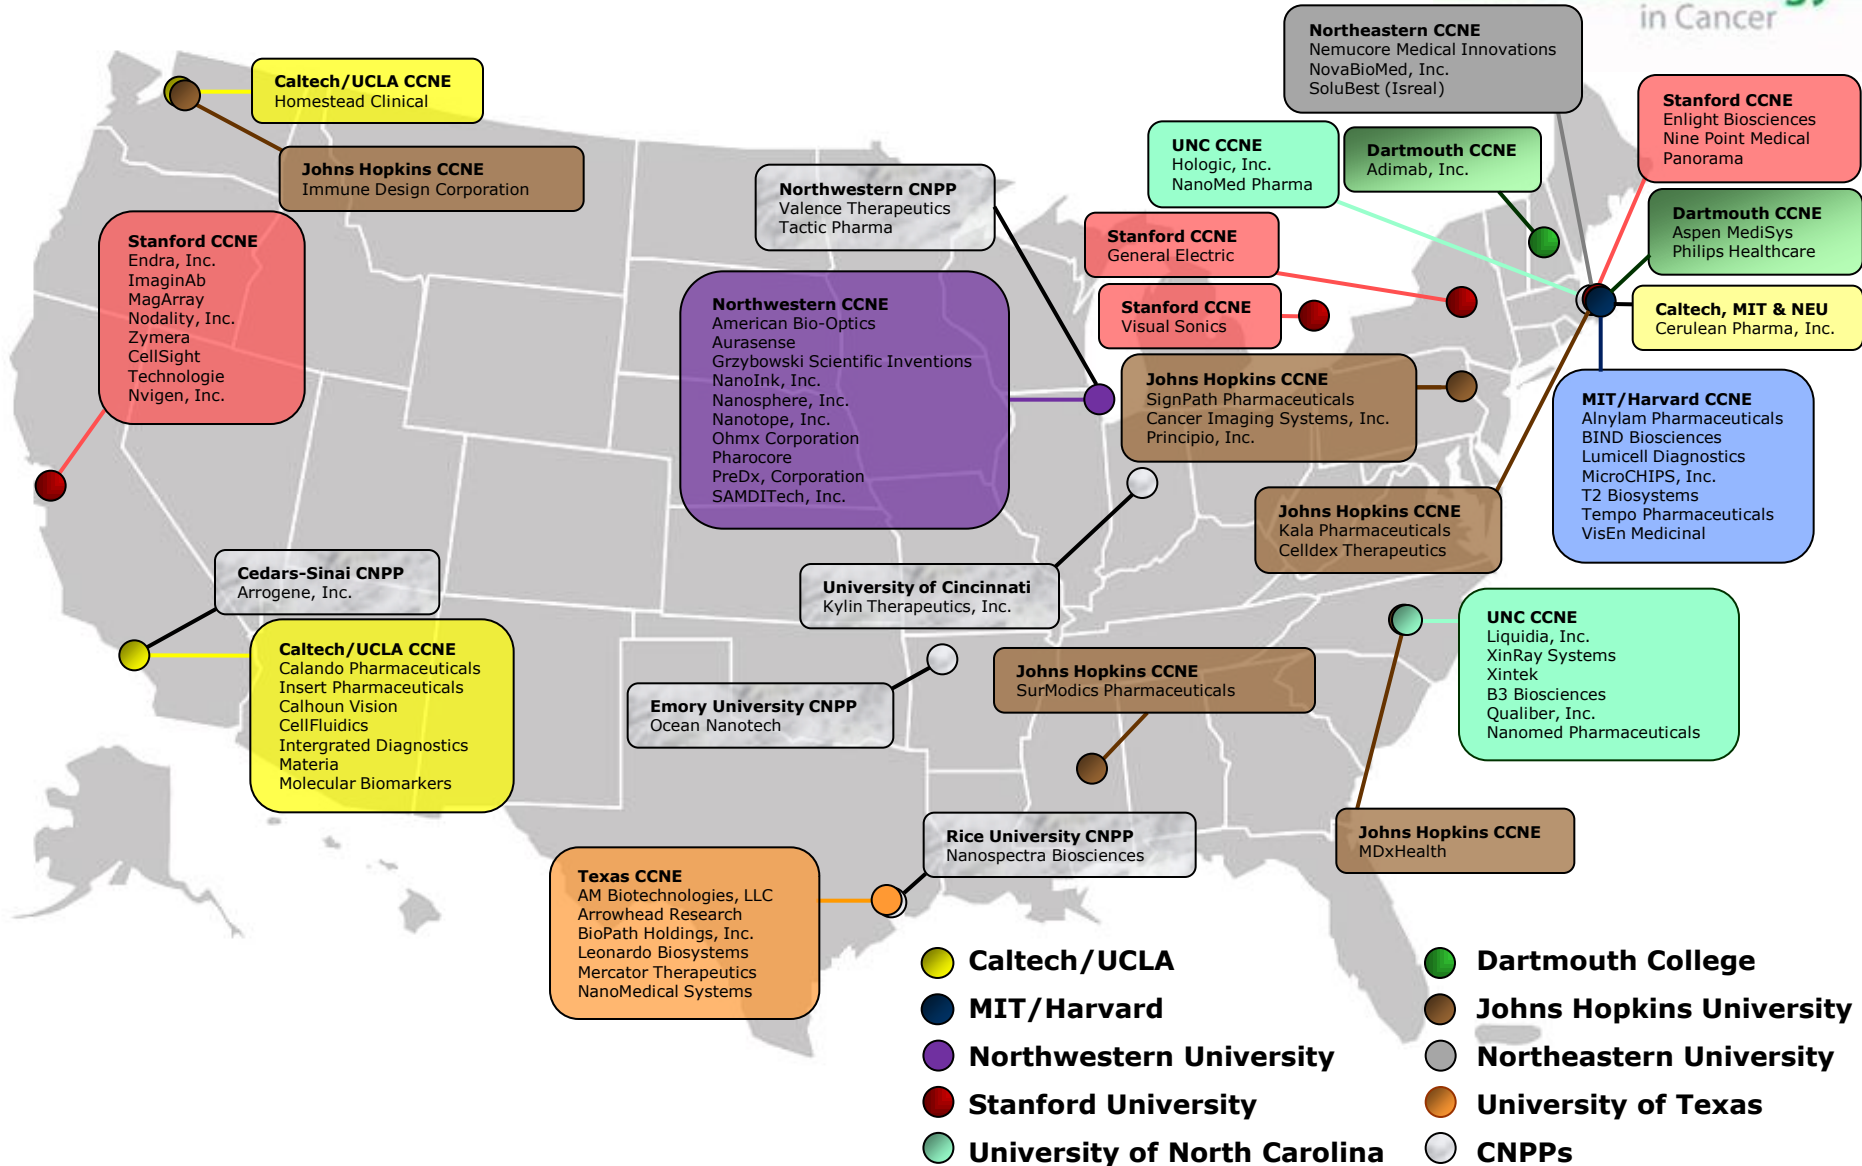 in Cancer
Northeastern CCNE
Nemucore Medical Innovations
NovaBioMed, Inc.
SoluBest (Isreal)
Caltech/UCLA CCNE
Homestead Clinical
Stanford CCNE
Enlight Biosciences
Nine Point Medical
Panorama
UNC CCNE
Hologic, Inc.
NanoMed Pharma
Dartmouth CCNE
Adimab, Inc.
Johns Hopkins CCNE
Immune Design Corporation
Northwestern CNPP
Valence Therapeutics
Tactic Pharma
Dartmouth CCNE
Aspen MediSys
Philips Healthcare
Stanford CCNE
Endra, Inc.
ImaginAb
MagArray
Nodality, Inc.
Zymera
CellSight
Technologie
Nvigen, Inc.
Stanford CCNE
General Electric
Northwestern CCNE
American Bio-Optics
Aurasense
Grzybowski Scientific Inventions
NanoInk, Inc.
Nanosphere, Inc.
Nanotope, Inc.
Ohmx Corporation
Pharocore
PreDx, Corporation
SAMDITech, Inc.
Stanford CCNE
Visual Sonics
Caltech, MIT & NEU
Cerulean Pharma, Inc.
Johns Hopkins CCNE
SignPath Pharmaceuticals
Cancer Imaging Systems, Inc.
Principio, Inc.
MIT/Harvard CCNE
Alnylam Pharmaceuticals
BIND Biosciences
Lumicell Diagnostics
MicroCHIPS, Inc.
T2 Biosystems
Tempo Pharmaceuticals
VisEn Medicinal
Johns Hopkins CCNE
Kala Pharmaceuticals
Celldex Therapeutics
Cedars-Sinai CNPP
Arrogene, Inc.
University of Cincinnati
Kylin Therapeutics, Inc.
UNC CCNE
Liquidia, Inc.
XinRay Systems
Xintek
B3 Biosciences
Qualiber, Inc.
Nanomed Pharmaceuticals
Caltech/UCLA CCNE
Calando Pharmaceuticals
Insert Pharmaceuticals
Calhoun Vision
CellFluidics
Intergrated Diagnostics
Materia
Molecular Biomarkers
Johns Hopkins CCNE
SurModics Pharmaceuticals
Emory University CNPP
Ocean Nanotech
Rice University CNPP
Nanospectra Biosciences
Johns Hopkins CCNE
MDxHealth
Texas CCNE
AM Biotechnologies, LLC
Arrowhead Research
BioPath Holdings, Inc.
Leonardo Biosystems
Mercator Therapeutics
NanoMedical Systems
Caltech/UCLA
MIT/Harvard
Northwestern University
Stanford University
University of North Carolina
Dartmouth College
Johns Hopkins University
Northeastern University
University of Texas
CNPPs